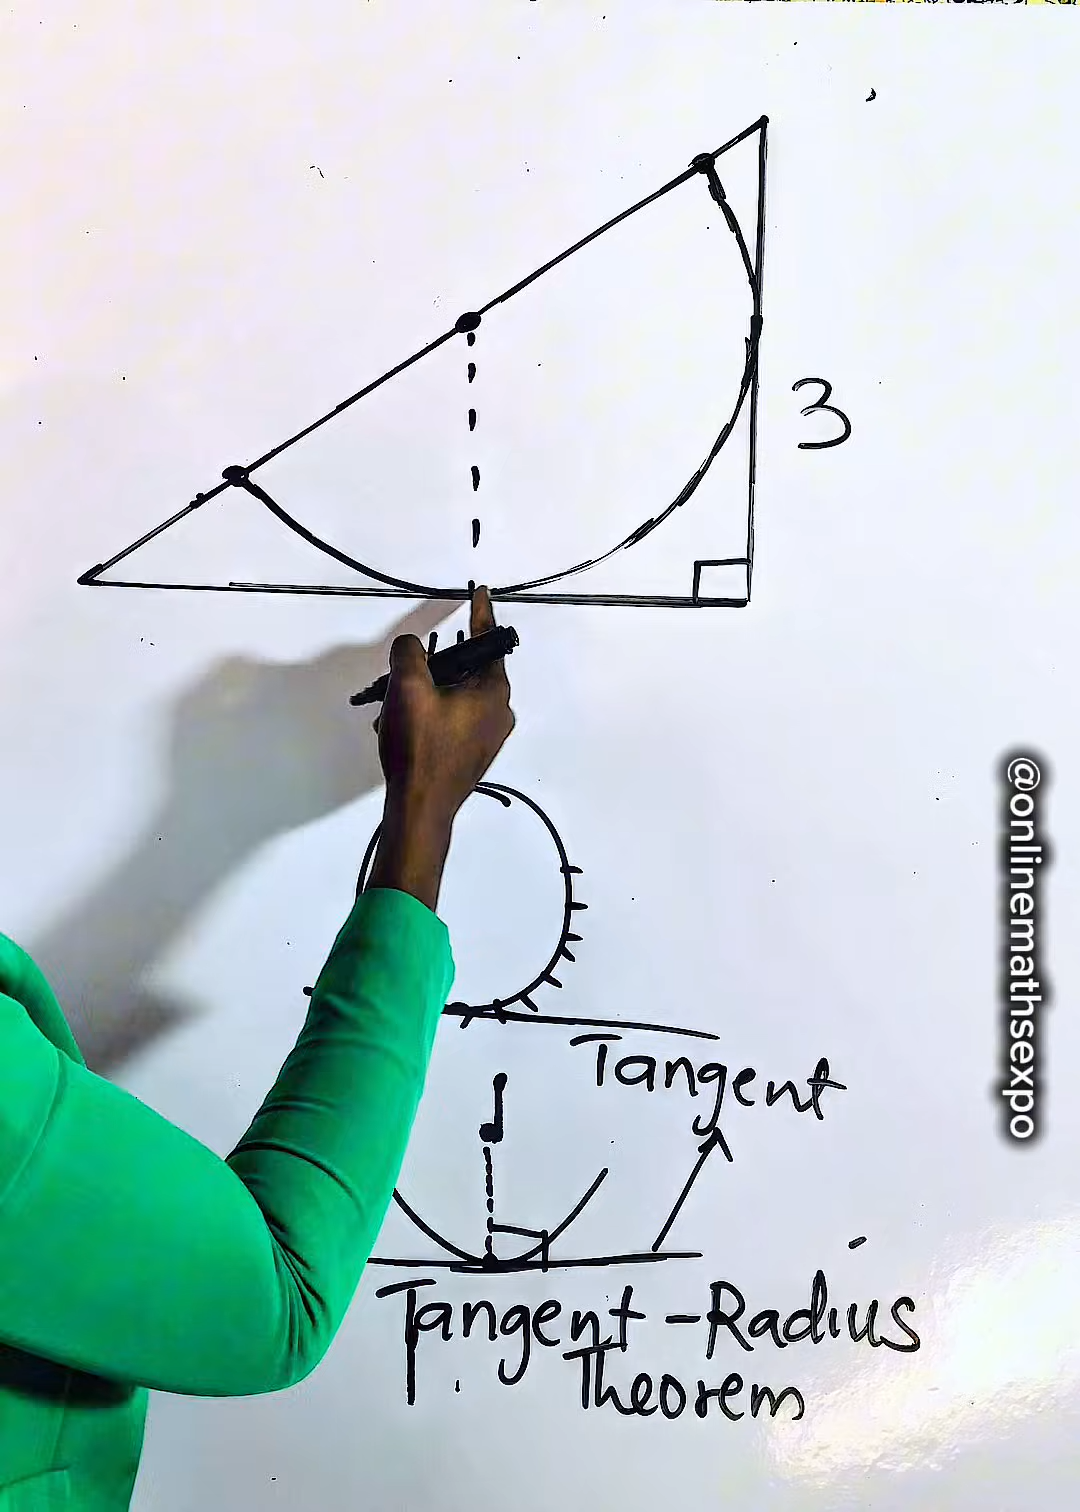 3
Tangent
Tangent - Radius
Theorem
@onlinemathsexpo